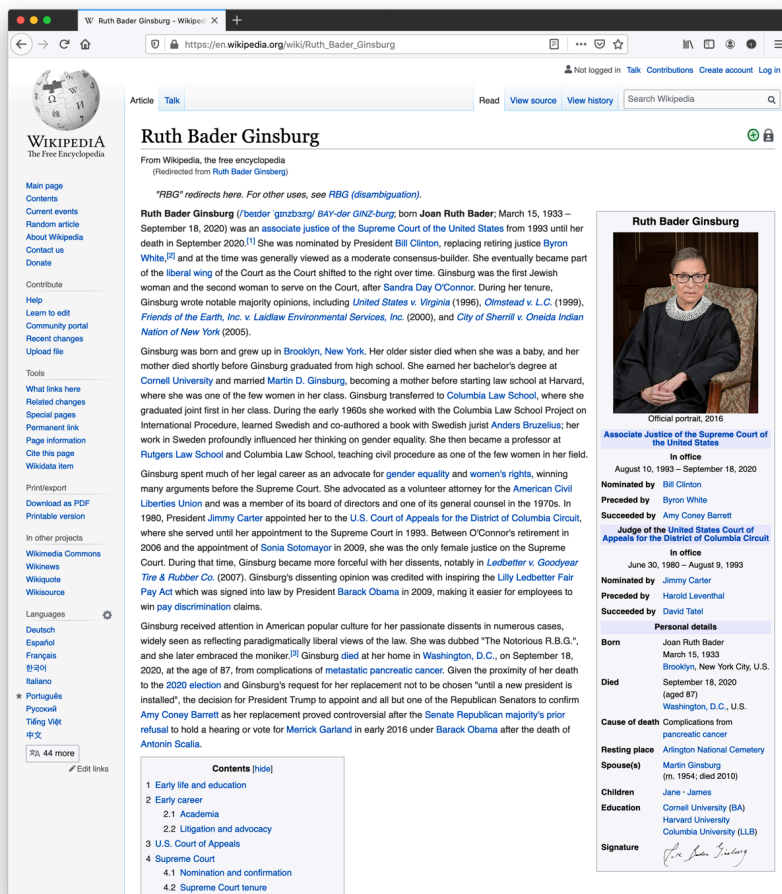 Ruth Bader Ginsburg - Wikiped
https://en.wikipedia.org/wiki/Ruth_Bader_Ginsburg
Not logged in Talk Contributions Create account Log in
Article Talk Read View source View history Search Wikipedia
WIKIPEDIA
The Free Encyclopedia
Main page
Contents
Current events
Random article
About Wikipedia
Contact us
Donate
Contribute
Help
Learn to edit
Community portal
Recent changes
Upload file
Tools
What links here
Related changes
Special pages
Permanent link
Page information
Cite this page
Wikidata item
Print/export
Download as PDF
Printable version
In other projects
Wikimedia Commons
Wikinews
Wikiquote
Wikisource
Languages
Deutsch
Español
Français
한국어
Italiano
Português
Русский
Tiếng Việt
中文
44 more
Edit links
Ruth Bader Ginsburg
From Wikipedia, the free encyclopedia
(Redirected from Ruth Bader Ginsberg)
"RBG" redirects here. For other uses, see RBG (disambiguation).
Ruth Bader Ginsburg (/ˈbeɪdər ˈɡɪnzbɜːrɡ/ BAY-dər GINZ-burg; born Joan Ruth Bader; March 15, 1933 –
September 18, 2020) was an associate justice of the Supreme Court of the United States from 1993 until her
death in September 2020.[1] She was nominated by President Bill Clinton, replacing retiring justice Byron
White,[2] and at the time was generally viewed as a moderate consensus-builder. She eventually became part
of the liberal wing of the Court as the Court shifted to the right over time. Ginsburg was the first Jewish
woman and the second woman to serve on the Court, after Sandra Day O'Connor. During her tenure,
Ginsburg wrote notable majority opinions, including United States v. Virginia (1996), Olmstead v. L.C. (1999),
Friends of the Earth, Inc. v. Laidlaw Environmental Services, Inc. (2000), and City of Sherrill v. Oneida Indian
Nation of New York (2005).
Ginsburg was born and grew up in Brooklyn, New York. Her older sister died when she was a baby, and her
mother died shortly before Ginsburg graduated from high school. She earned her bachelor's degree at
Cornell University and married Martin D. Ginsburg, becoming a mother before starting law school at Harvard,
where she was one of the few women in her class. Ginsburg transferred to Columbia Law School, where she
graduated joint first in her class. During the early 1960s she worked with the Columbia Law School Project on
International Procedure, learned Swedish and co-authored a book with Swedish jurist Anders Bruzelius; her
work in Sweden profoundly influenced her thinking on gender equality. She then became a professor at
Rutgers Law School and Columbia Law School, teaching civil procedure as one of the few women in her field.
Ginsburg spent much of her legal career as an advocate for gender equality and women's rights, winning
many arguments before the Supreme Court. She advocated as a volunteer attorney for the American Civil
Liberties Union and was a member of its board of directors and one of its general counsel in the 1970s. In
1980, President Jimmy Carter appointed her to the U.S. Court of Appeals for the District of Columbia Circuit,
where she served until her appointment to the Supreme Court in 1993. Between O'Connor's retirement in
2006 and the appointment of Sonia Sotomayor in 2009, she was the only female justice on the Supreme
Court. During that time, Ginsburg became more forceful with her dissents, notably in Ledbetter v. Goodyear
Tire & Rubber Co. (2007). Ginsburg's dissenting opinion was credited with inspiring the Lilly Ledbetter Fair
Pay Act which was signed into law by President Barack Obama in 2009, making it easier for employees to
win pay discrimination claims.
Ginsburg received attention in American popular culture for her passionate dissents in numerous cases,
widely seen as reflecting paradigmatically liberal views of the law. She was dubbed "The Notorious R.B.G.",
and she later embraced the moniker.[3] Ginsburg died at her home in Washington, D.C., on September 18,
2020, at the age of 87, from complications of metastatic pancreatic cancer. Given the proximity of her death
to the 2020 election and Ginsburg's request for her replacement not to be chosen "until a new president is
installed", the decision for President Trump to appoint and all but one of the Republican Senators to confirm
Amy Coney Barrett as her replacement proved controversial after the Senate Republican majority's prior
refusal to hold a hearing or vote for Merrick Garland in early 2016 under Barack Obama after the death of
Antonin Scalia.
Contents [hide]
1 Early life and education
2 Early career
2.1 Academia
2.2 Litigation and advocacy
3 U.S. Court of Appeals
4 Supreme Court
4.1 Nomination and confirmation
4.2 Supreme Court tenure
Ruth Bader Ginsburg
Official portrait, 2016
Associate Justice of the Supreme Court of
the United States
In office
August 10, 1993 – September 18, 2020
Nominated by Bill Clinton
Preceded by Byron White
Succeeded by Amy Coney Barrett
Judge of the United States Court of
Appeals for the District of Columbia Circuit
In office
June 30, 1980 – August 9, 1993
Nominated by Jimmy Carter
Preceded by Harold Leventhal
Succeeded by David Tatel
Personal details
Born Joan Ruth Bader
March 15, 1933
Brooklyn, New York City, U.S.
Died September 18, 2020
(aged 87)
Washington, D.C., U.S.
Cause of death Complications from
pancreatic cancer
Resting place Arlington National Cemetery
Spouse(s) Martin Ginsburg
(m. 1954; died 2010)
Children Jane · James
Education Cornell University (BA)
Harvard University
Columbia University (LLB)
Signature Ruth Bader Ginsburg